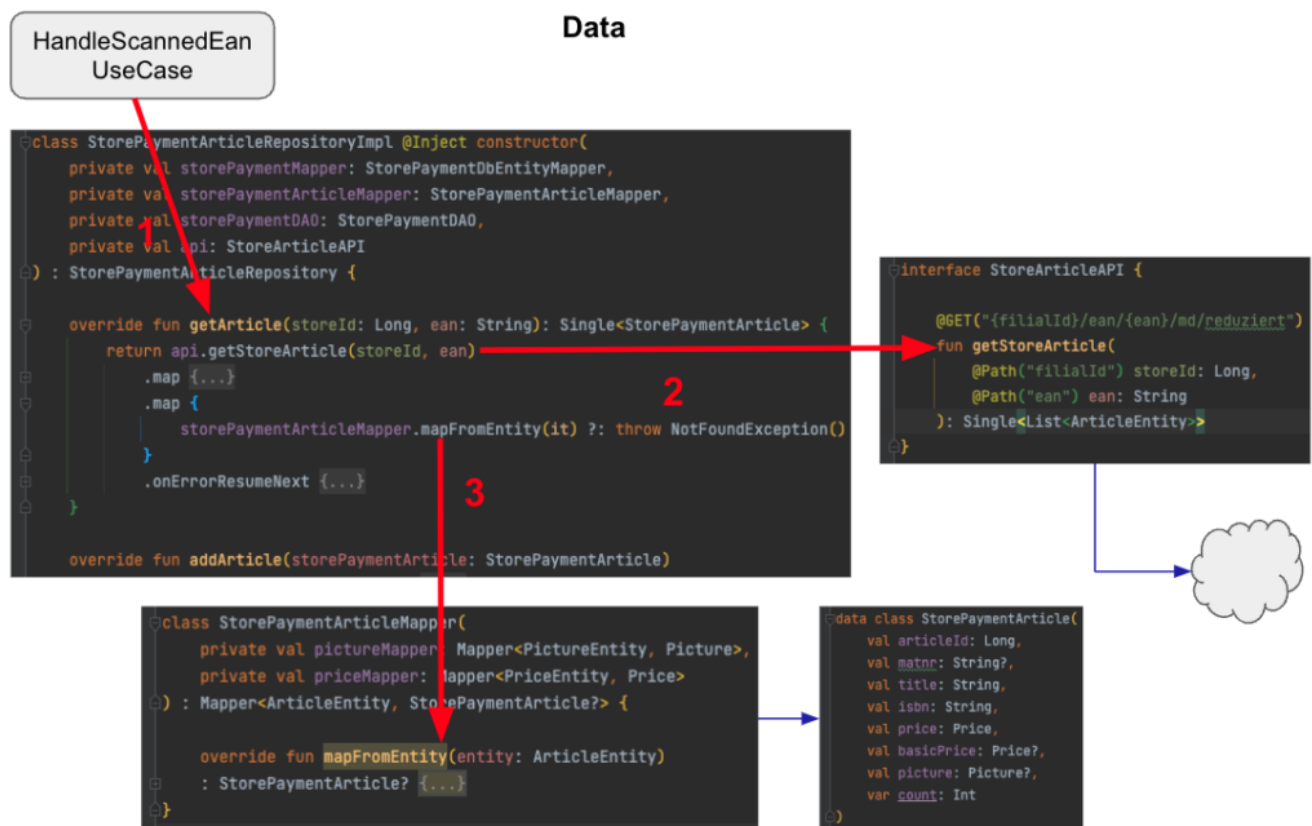 Data
HandleScannedEan
UseCase
class StorePaymentArticleRepositoryImpl @Inject constructor(
private val storePaymentMapper: StorePaymentDbEntityMapper,
private val storePaymentArticleMapper: StorePaymentArticleMapper,
private val storePaymentDAO: StorePaymentDAO,
private val api: StoreArticleAPI
) : StorePaymentArticleRepository {
1
override fun getArticle(storeId: Long, ean: String): Single<StorePaymentArticle> {
return api.getStoreArticle(storeId, ean)
.map {...}
.map {
storePaymentArticleMapper.mapFromEntity(it) ?: throw NotFoundException()
}
.onErrorResumeNext {...}
}
override fun addArticle(storePaymentArticle: StorePaymentArticle)
2
3
interface StoreArticleAPI {
@GET("{filialId}/ean/{ean}/md/reduziert")
fun getStoreArticle(
@Path("filialId") storeId: Long,
@Path("ean") ean: String
): Single<List<ArticleEntity>>
}
class StorePaymentArticleMapper(
private val pictureMapper: Mapper<PictureEntity, Picture>,
private val priceMapper: Mapper<PriceEntity, Price>
) : Mapper<ArticleEntity, StorePaymentArticle?> {
override fun mapFromEntity(entity: ArticleEntity)
: StorePaymentArticle? {...}
}
data class StorePaymentArticle(
val articleId: Long,
val matnr: String?,
val title: String,
val isbn: String,
val price: Price,
val basicPrice: Price?,
val picture: Picture?,
var count: Int
)